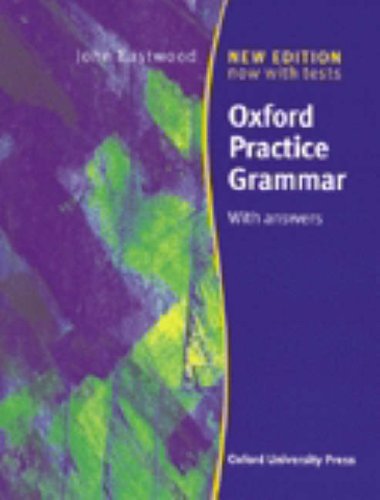 John Eastwood
NEW EDITION
now with tests
Oxford
Practice
Grammar
With answers
Oxford University Press